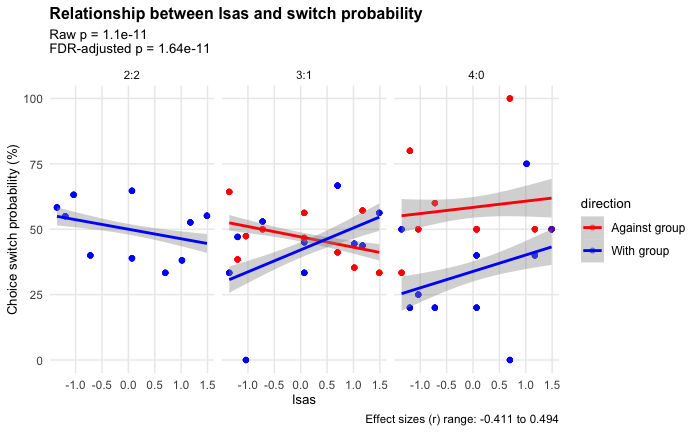 Relationship between lsas and switch probability
Raw p = 1.1e-11
FDR-adjusted p = 1.64e-11
2:2 3:1 4:0
Choice switch probability (%)
100
75
50
25
0
-1.0 -0.5 0.0 0.5 1.0 1.5 -1.0 -0.5 0.0 0.5 1.0 1.5 -1.0 -0.5 0.0 0.5 1.0 1.5
lsas
direction
Against group
With group
Effect sizes (r) range: -0.411 to 0.494